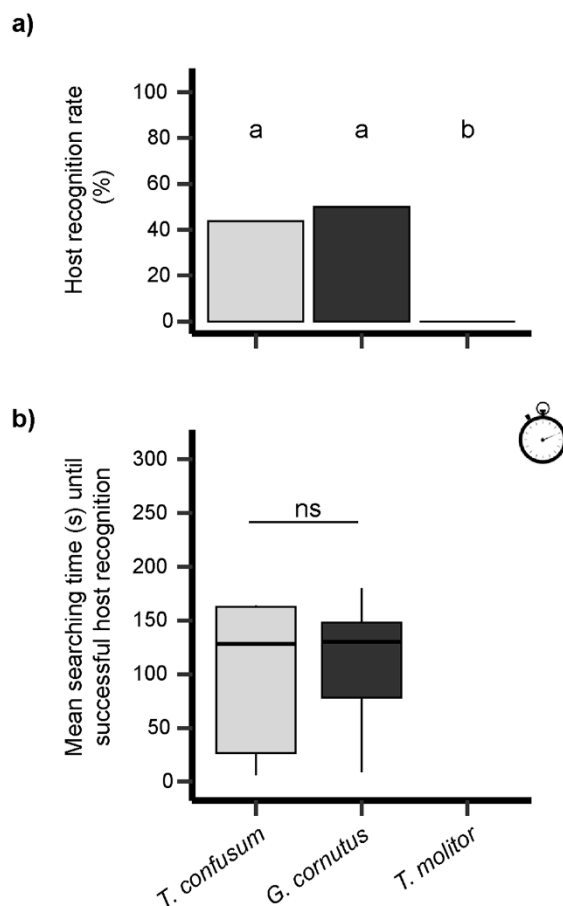 a)
Host recognition rate
(%)
100
80
60
40
20
0
a a b
b)
Mean searching time (s) until
successful host recognition
300
250
200
150
100
50
0
ns
T. confusum
G. cornutus
T. molitor